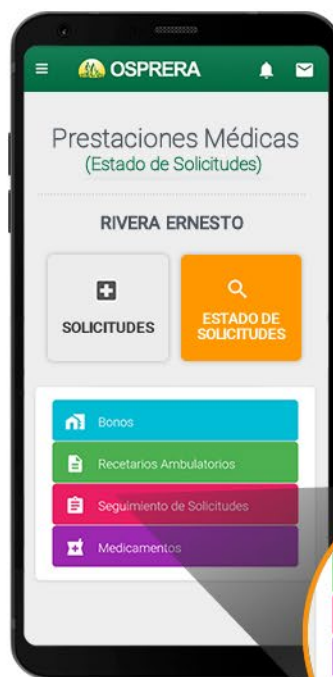 OSPRERA
Prestaciones Médicas
(Estado de Solicitudes)
RIVERA ERNESTO
SOLICITUDES
ESTADO DE
SOLICITUDES
Bonos
Recetarios Ambulatorios
Seguimiento de Solicitudes
Medicamentos